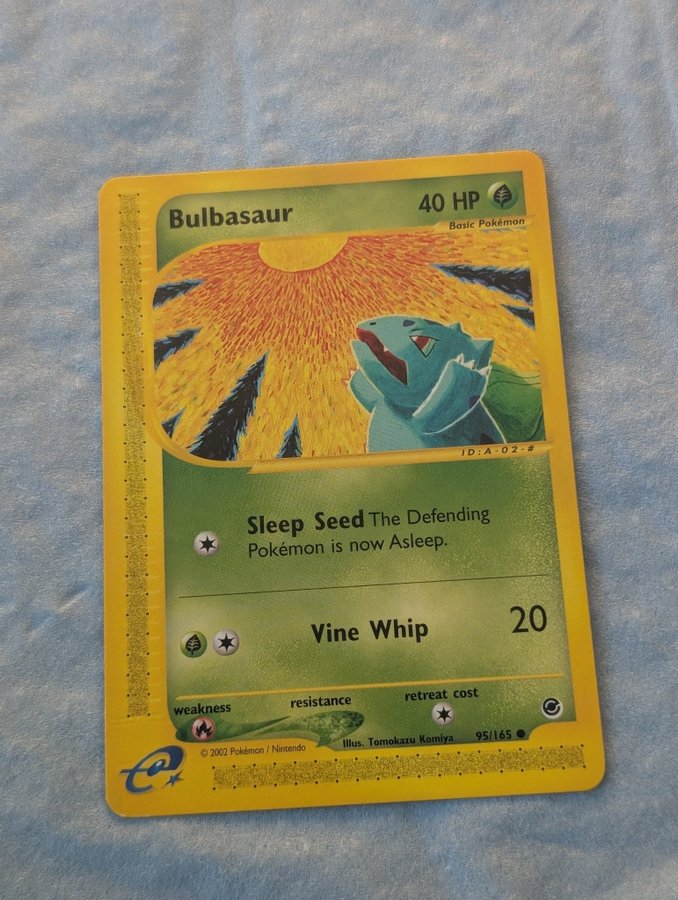 Bulbasaur 40 HP
Basic Pokémon
ID:A-02-#
Sleep Seed The Defending
Pokémon is now Asleep.
Vine Whip 20
weakness resistance retreat cost
Illus. Tomokazu Komiya 95/165
© 2002 Pokémon / Nintendo
e